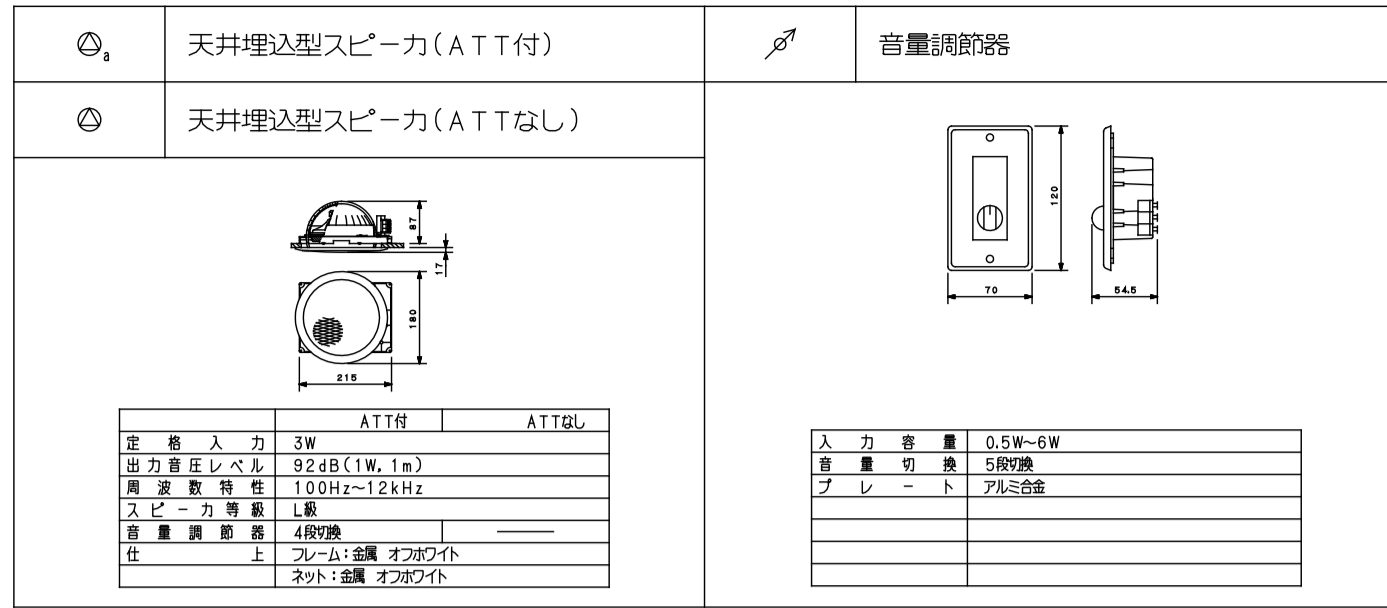 a 天井埋込型スピーカ(ATT付)
天井埋込型スピーカ(ATTなし)
87
17
180
215
ATT付 ATTなし
定格入力 3W
出力音圧レベル 92dB(1W,1m)
周波数特性 100Hz~12kHz
スピーカ等級 L級
音量調節器 4段切換 ———
仕上 フレーム:金属 オフホワイト
ネット:金属 オフホワイト
音量調節器
120
70
54.5
入力容量 0.5W~6W
音量切換 5段切換
プレート アルミ合金